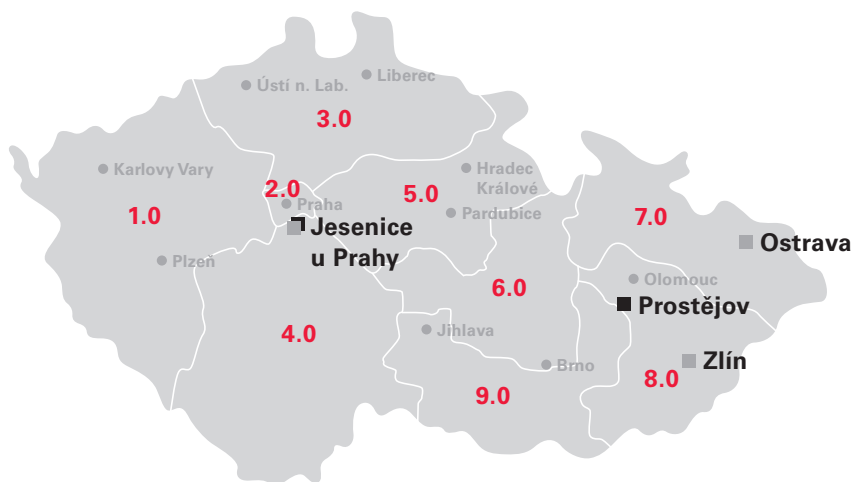 Liberec
Ústí n. Lab.
3.0
Karlovy Vary
Hradec
Králové
2.0
5.0
Praha
1.0
Pardubice
7.0
Jesenice
u Prahy
Ostrava
Plzeň
Olomouc
6.0
Prostějov
4.0
Jihlava
Brno
Zlín
8.0
9.0